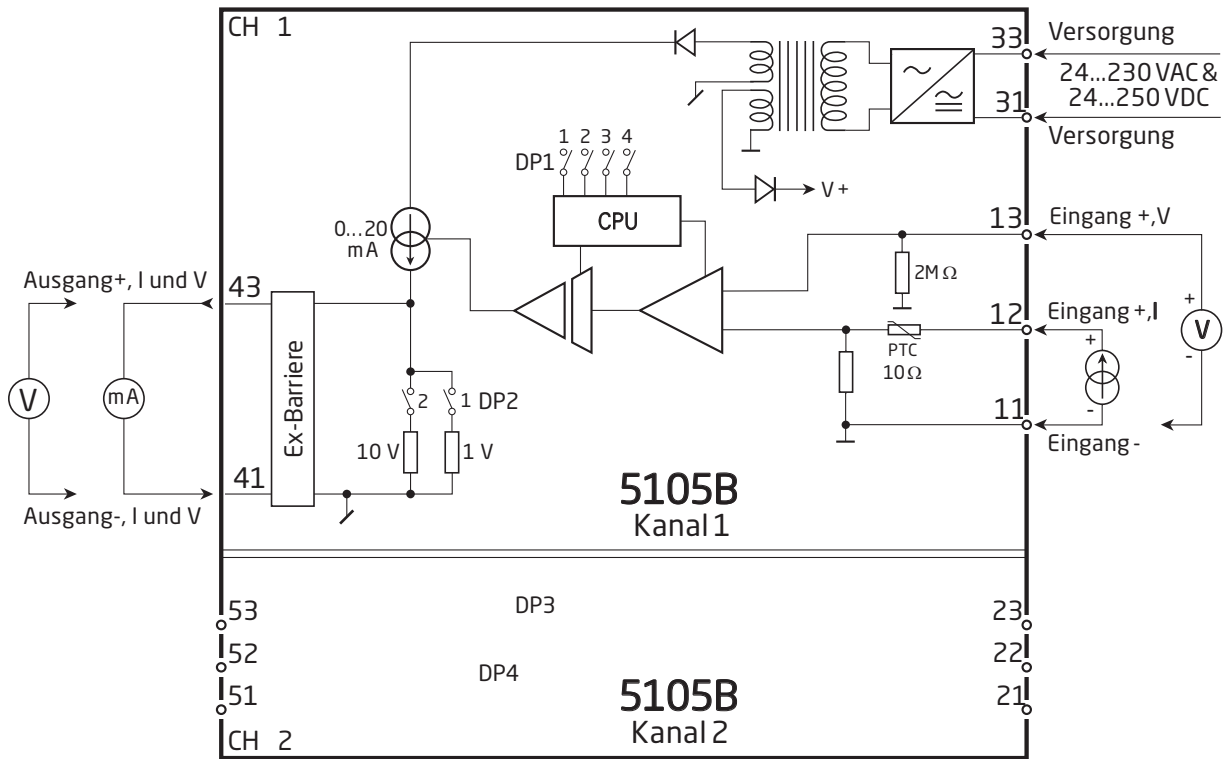 CH 1
33
Versorgung
24...230 VAC &
24...250 VDC
31
Versorgung
1 2 3 4
DP1
V+
CPU
0...20
mA
13
Eingang +,V
2M Ω
Ausgang+, I und V
43
12
Eingang +,I
+
+
V
-
PTC
10 Ω
-
V
mA
Ex-Barriere
2
1 DP2
11
Eingang -
10 V
1 V
41
Ausgang-, I und V
5105B
Kanal 1
53
DP3
23
52
DP4
22
51
5105B
21
Kanal 2
CH 2